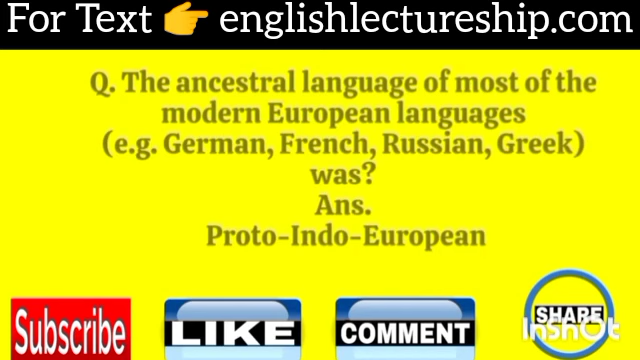 For Text 👉 englishlectureship.com
Q. The ancestral language of most of the
modern European languages
(e.g. German, French, Russian, Greek)
was?
Ans.
Proto-Indo-European
Subscribe
LIKE
COMMENT
SHARE
InShOt